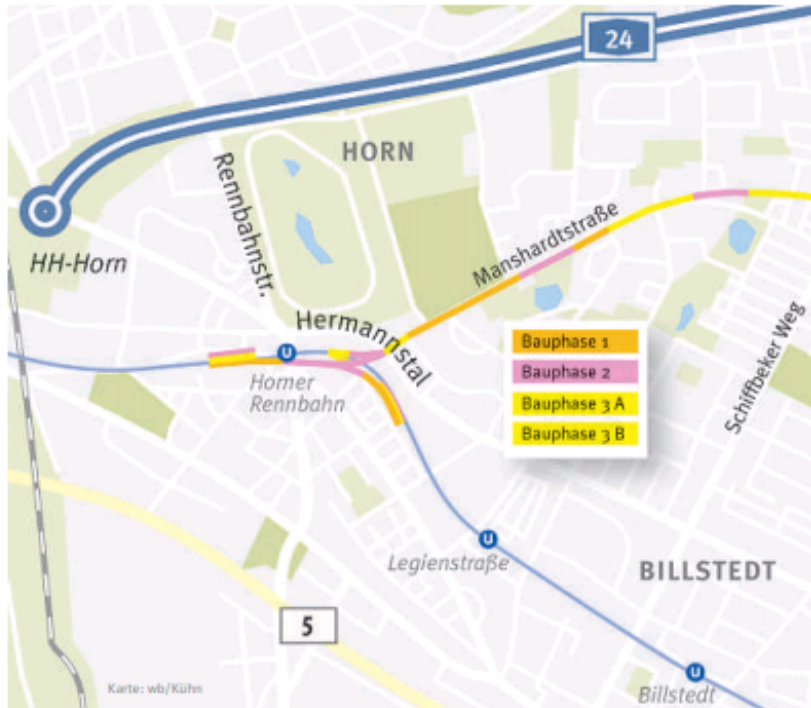 24
HORN
Rennbahnstr.
Manshardtstraße
HH-Horn
Hermannstal
U
Horner
Rennbahn
Bauphase 1
Bauphase 2
Bauphase 3 A
Bauphase 3 B
Schiffbeker Weg
U
Legienstraße
BILLSTEDT
5
U
Billstedt
Karte: wb/Kühn